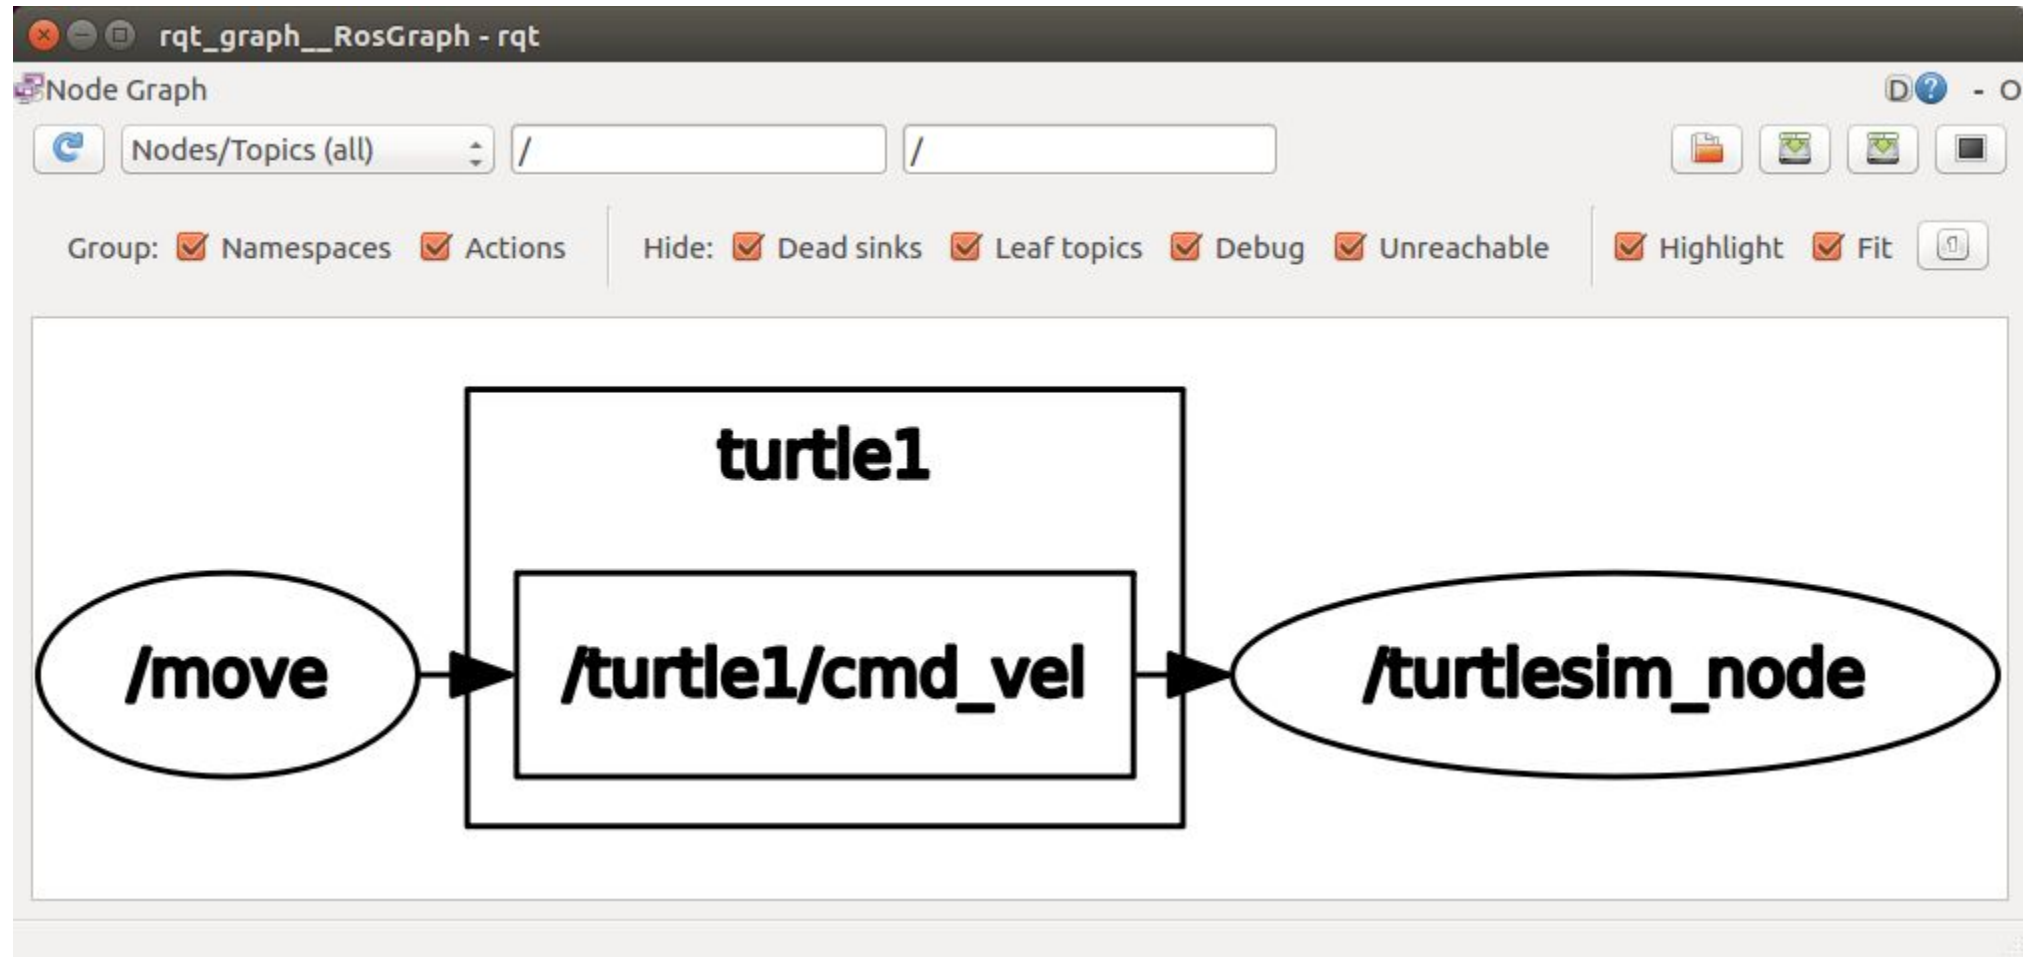 rqt_graph__RosGraph - rqt
Node Graph D ? - O
Nodes/Topics (all) / /
Group: Namespaces Actions Hide: Dead sinks Leaf topics Debug Unreachable Highlight Fit
turtle1
/move /turtle1/cmd_vel /turtlesim_node